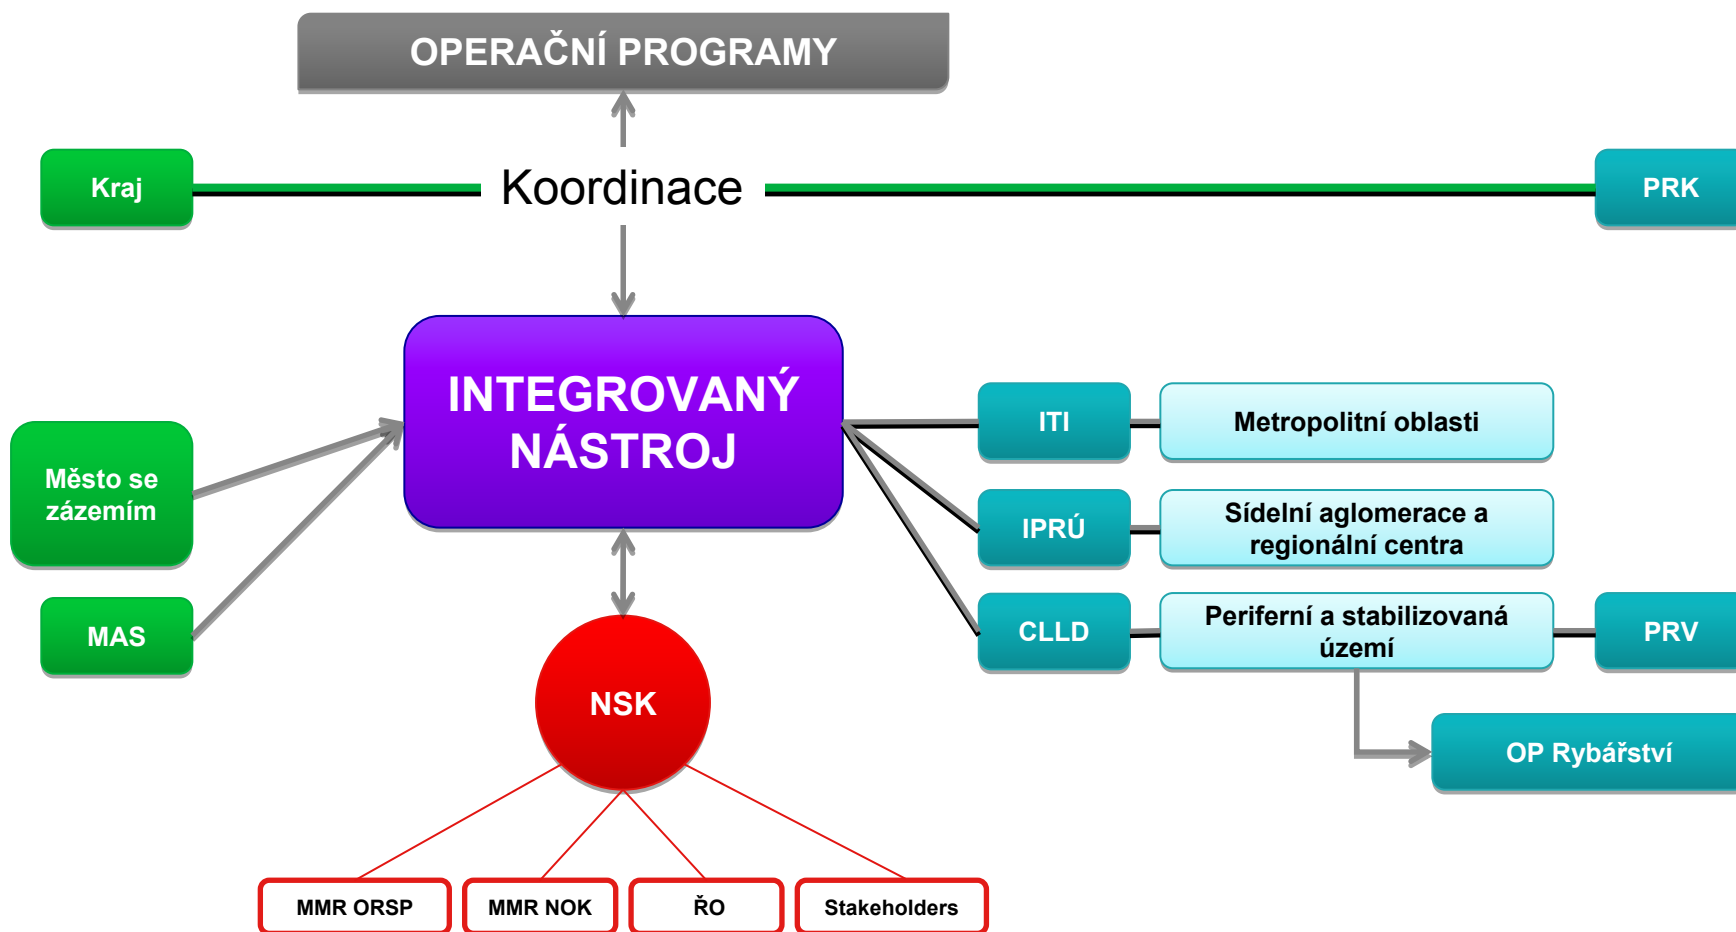 OPERAČNÍ PROGRAMY
Kraj
Koordinace
PRK
INTEGROVANÝ
NÁSTROJ
ITI
Metropolitní oblasti
Město se
zázemím
IPRÚ
Sídelní aglomerace a
regionální centra
MAS
CLLD
Periferní a stabilizovaná
území
PRV
NSK
OP Rybářství
MMR ORSP
MMR NOK
ŘO
Stakeholders